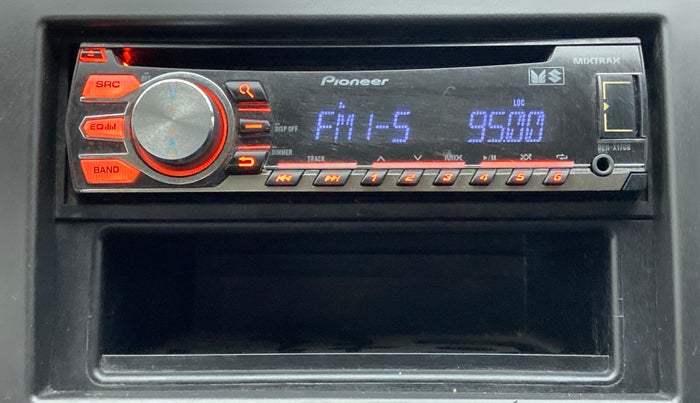 Pioneer
MIXTRAX
SRC
EQ
BAND
DISP OFF
DIMMER
LOC
FM1-5 95.00
TRACK
MIX
1 2 3 4 5 6